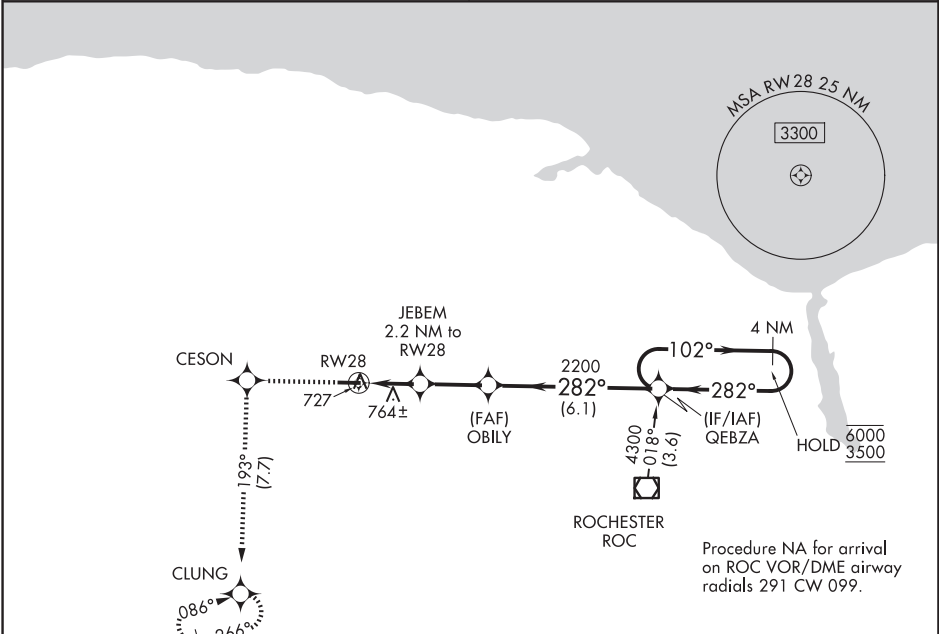 MSA RW28 25 NM
3300
JEBEM
2.2 NM to
RW28
4 NM
CESON
RW28
2200
102°
282°
282°
727
764±
(FAF)
OBILY
(6.1)
(IF/IAF)
QEBZA
HOLD
6000
3500
4300
018°
(3.6)
193°
(7.7)
ROCHESTER
ROC
Procedure NA for arrival
on ROC VOR/DME airway
radials 291 CW 099.
CLUNG
086°
266°